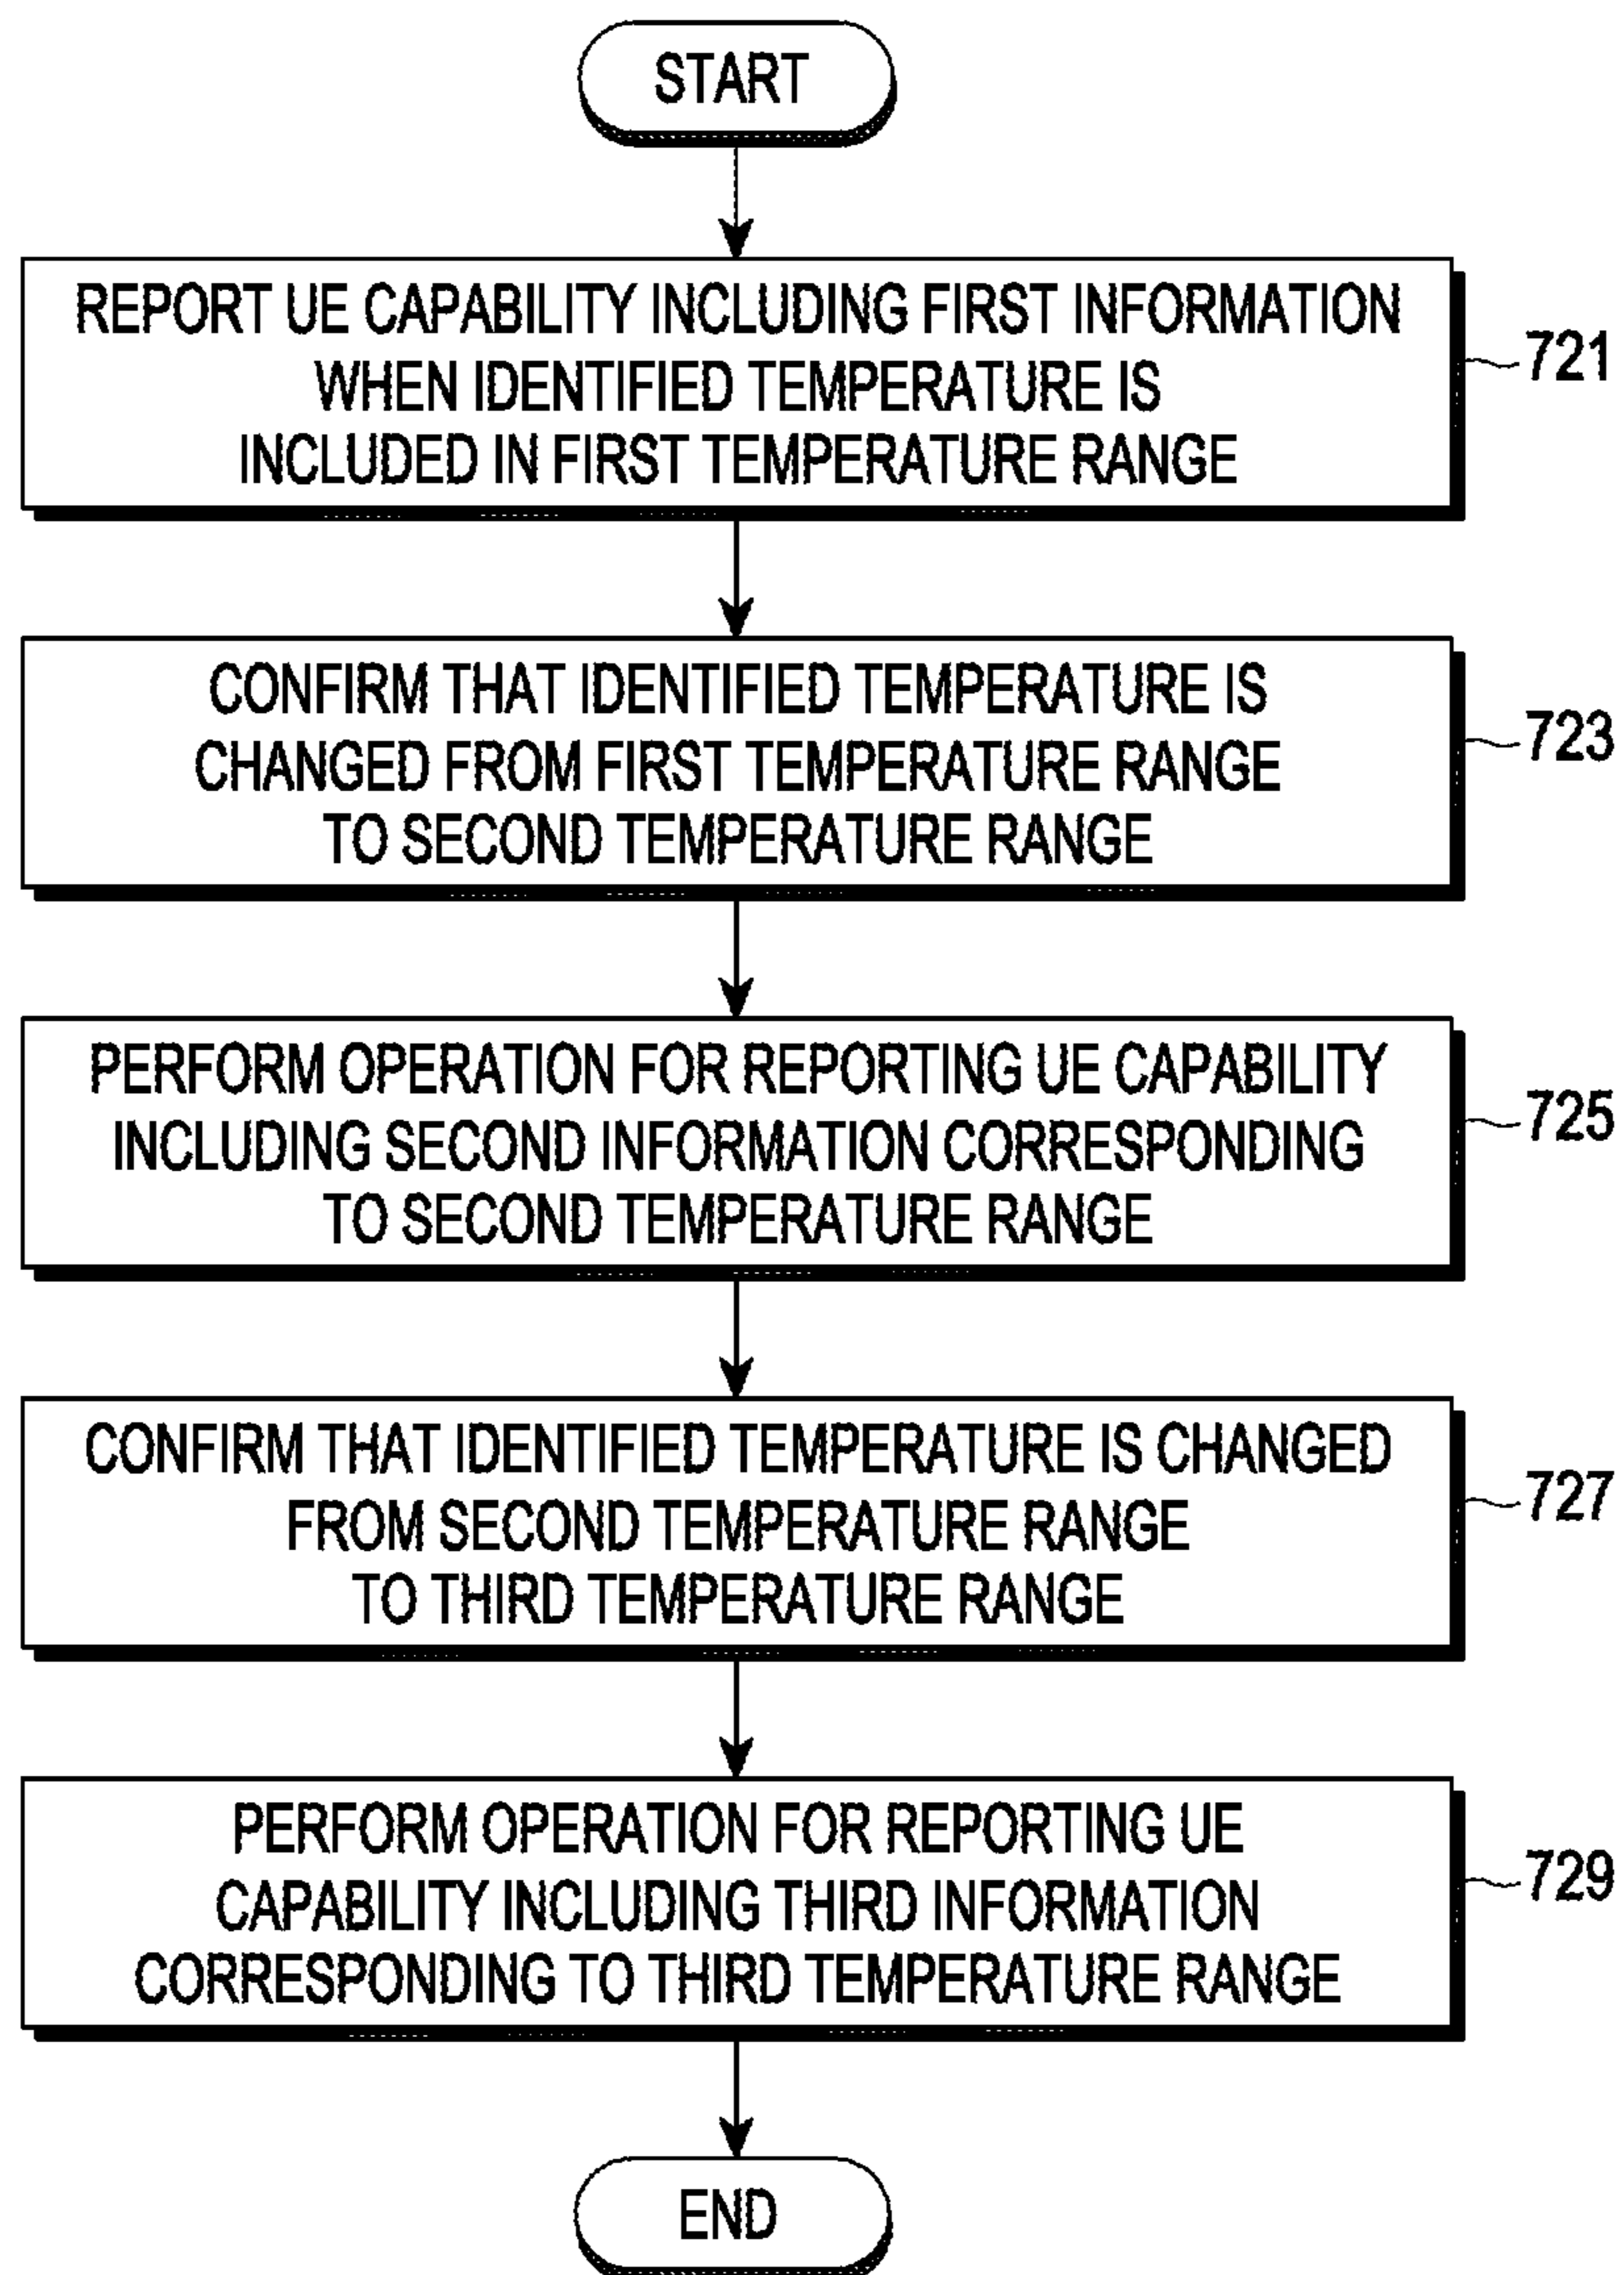 START
REPORT UE CAPABILITY INCLUDING FIRST INFORMATION
WHEN IDENTIFIED TEMPERATURE IS
INCLUDED IN FIRST TEMPERATURE RANGE
721
CONFIRM THAT IDENTIFIED TEMPERATURE IS
CHANGED FROM FIRST TEMPERATURE RANGE
TO SECOND TEMPERATURE RANGE
723
PERFORM OPERATION FOR REPORTING UE CAPABILITY
INCLUDING SECOND INFORMATION CORRESPONDING
TO SECOND TEMPERATURE RANGE
725
CONFIRM THAT IDENTIFIED TEMPERATURE IS CHANGED
FROM SECOND TEMPERATURE RANGE
TO THIRD TEMPERATURE RANGE
727
PERFORM OPERATION FOR REPORTING UE
CAPABILITY INCLUDING THIRD INFORMATION
CORRESPONDING TO THIRD TEMPERATURE RANGE
729
END